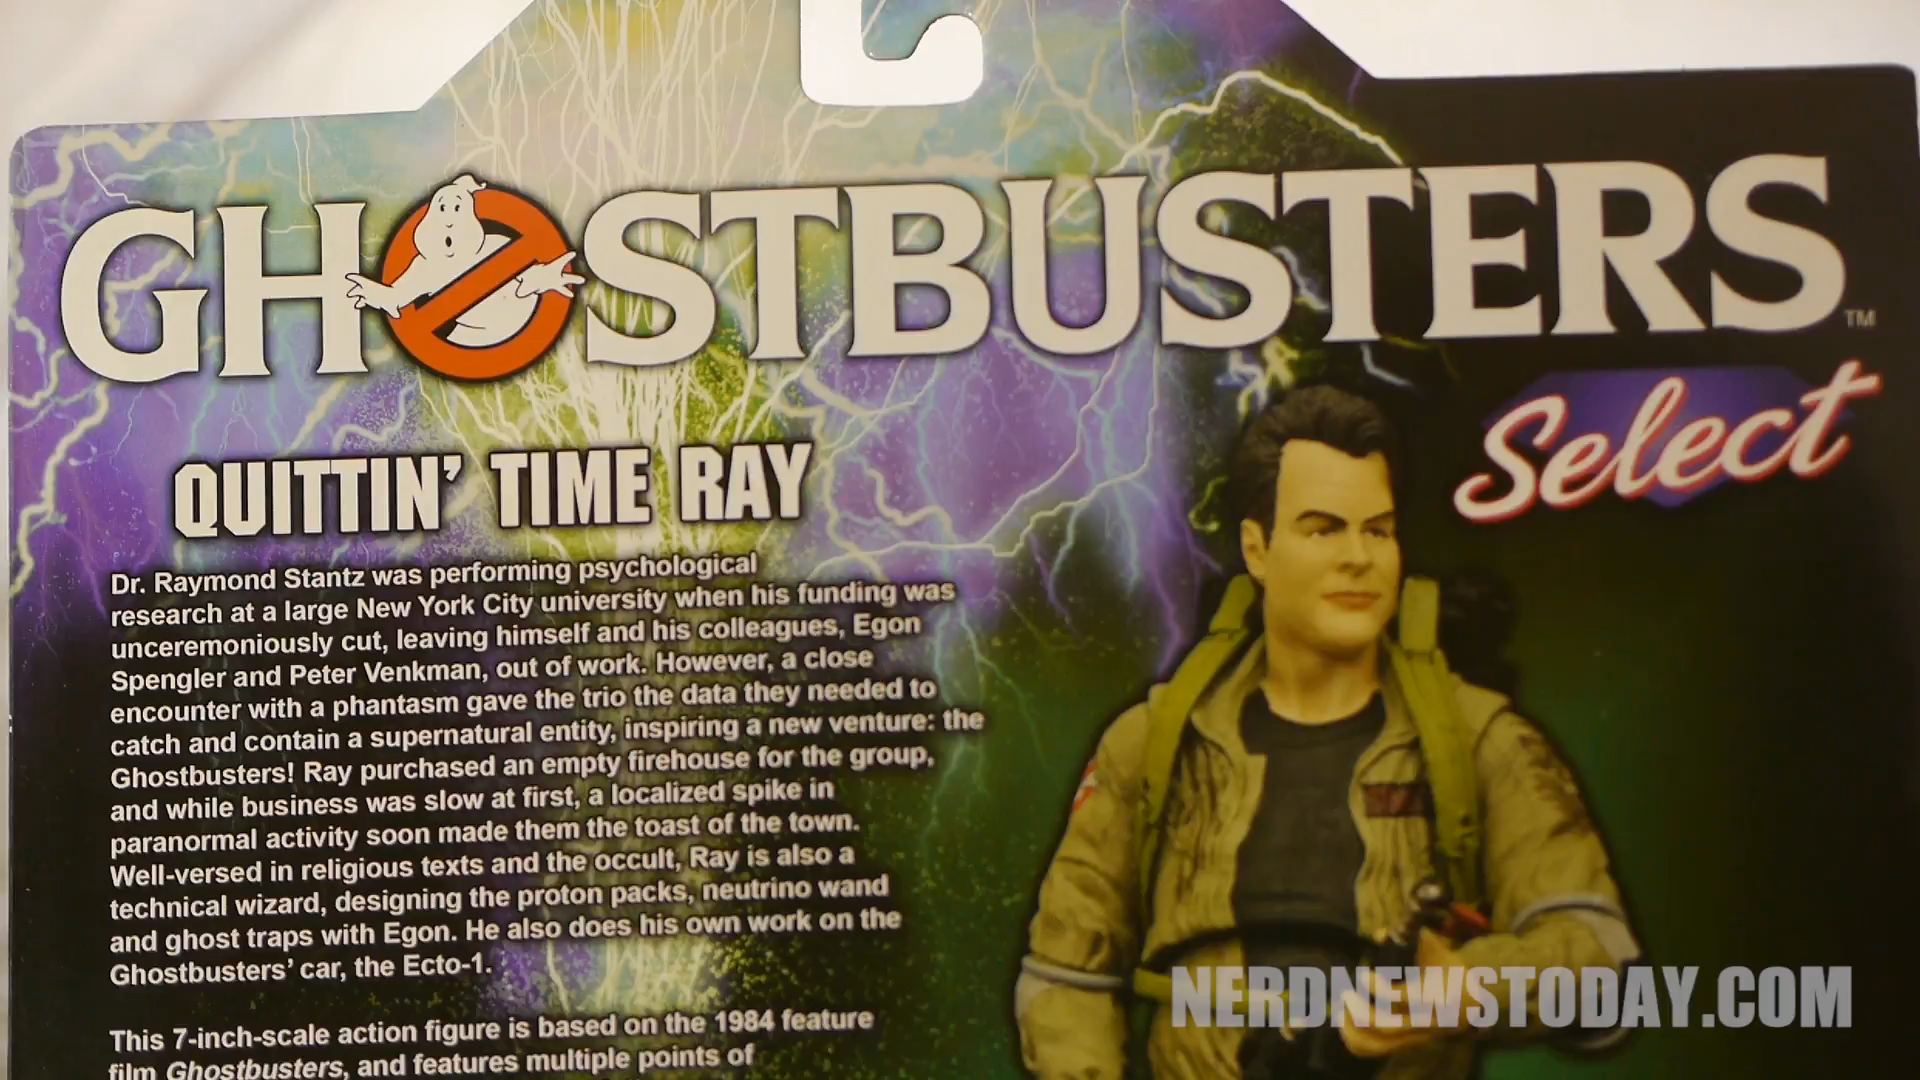 GHOSTBUSTERS™
Select
QUITTIN' TIME RAY
Dr. Raymond Stantz was performing psychological
research at a large New York City university when his funding was
unceremoniously cut, leaving himself and his colleagues, Egon
Spengler and Peter Venkman, out of work. However, a close
encounter with a phantasm gave the trio the data they needed to
catch and contain a supernatural entity, inspiring a new venture: the
Ghostbusters! Ray purchased an empty firehouse for the group,
and while business was slow at first, a localized spike in
paranormal activity soon made them the toast of the town.
Well-versed in religious texts and the occult, Ray is also a
technical wizard, designing the proton packs, neutrino wand
and ghost traps with Egon. He also does his own work on the
Ghostbusters' car, the Ecto-1.
This 7-inch-scale action figure is based on the 1984 feature
film Ghostbusters, and features multiple points of
NERDNEWSTODAY.COM